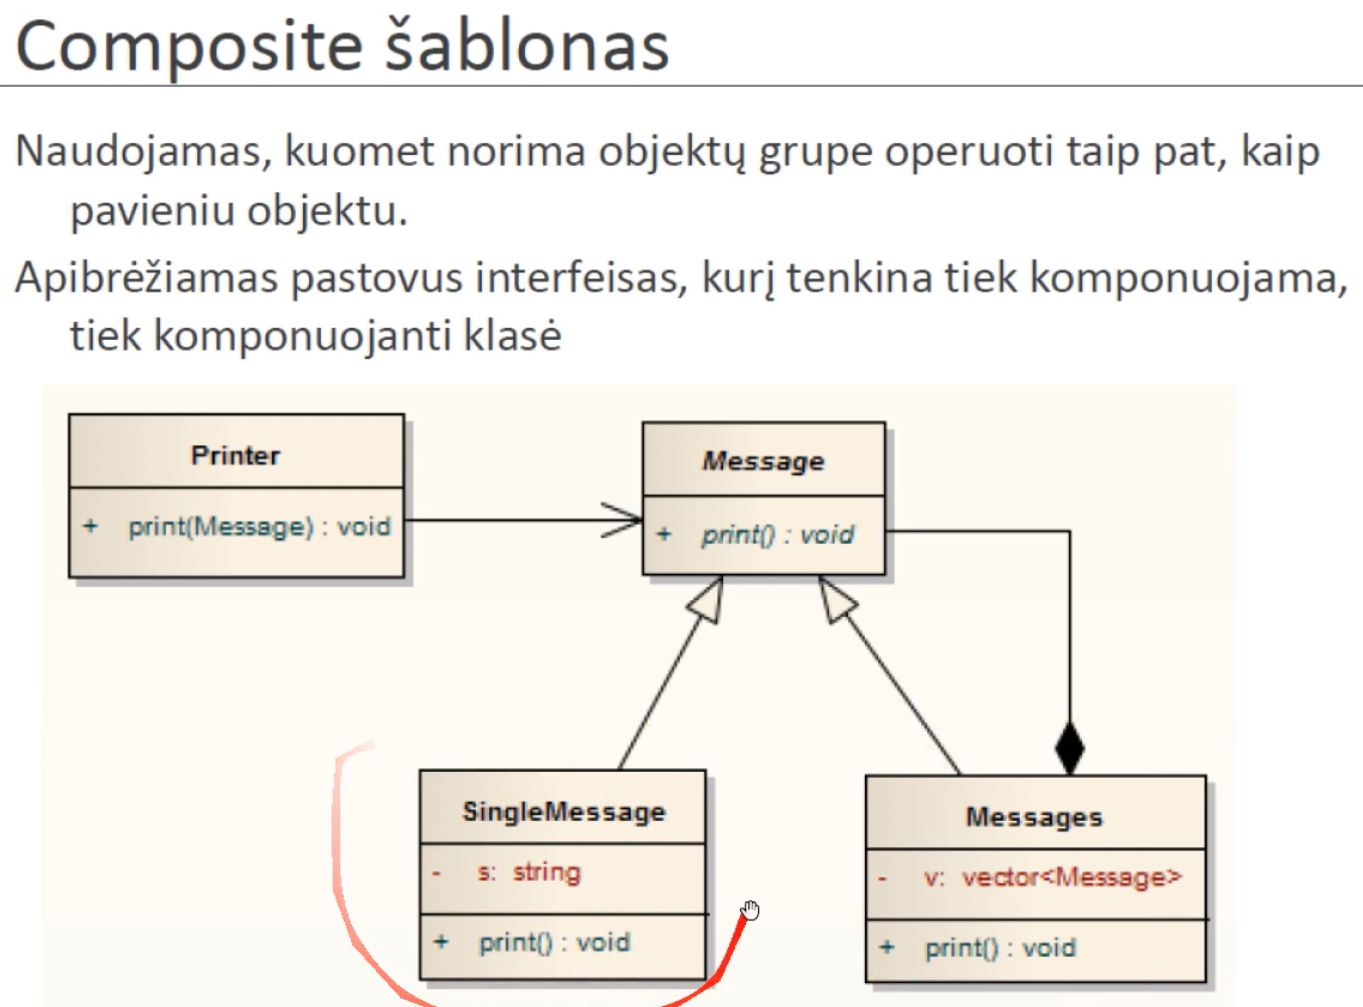 Composite šablonas
Naudojamas, kuomet norima objektų grupe operuoti taip pat, kaip
pavieniu objektu.
Apibrėžiamas pastovus interfeisas, kurį tenkina tiek komponuojama,
tiek komponuojanti klasė
Printer
+ print(Message) : void
Message
+ print() : void
SingleMessage
- s: string
+ print() : void
Messages
- v: vector<Message>
+ print() : void